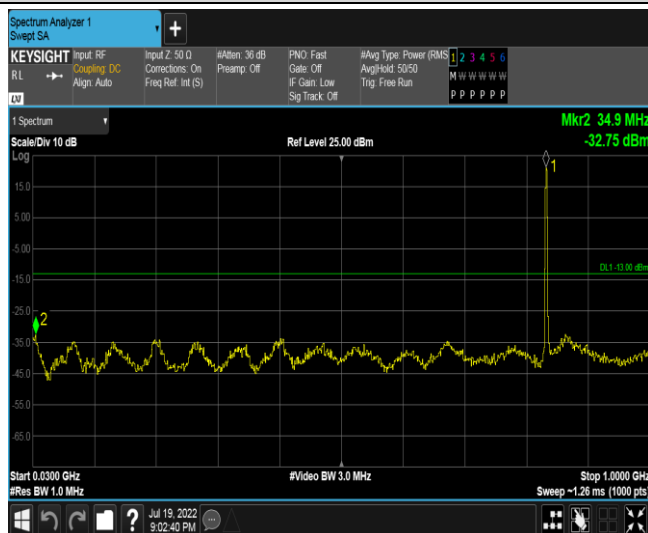 Spectrum Analyzer 1
Swept SA
+
KEYSIGHT
RL
LXI
Input: RF
Coupling: DC
Align: Auto
Input Z: 50 Ω
Corrections: On
Freq Ref: Int (S)
#Atten: 36 dB
Preamp: Off
PNO: Fast
Gate: Off
IF Gain: Low
Sig Track: Off
#Avg Type: Power (RMS
Avg|Hold: 50/50
Trig: Free Run
1 2 3 4 5 6
M W W W W W
P P P P P P
1 Spectrum
Mkr2 34.9 MHz
-32.75 dBm
Scale/Div 10 dB
Ref Level 25.00 dBm
Log
1
15.0
5.00
-5.00
DL1 -13.00 dBm
-15.0
-25.0
2
-35.0
-45.0
-55.0
-65.0
Start 0.0300 GHz
#Video BW 3.0 MHz
Stop 1.0000 GHz
#Res BW 1.0 MHz
Sweep ~1.26 ms (1000 pts)
?
Jul 19, 2022
9:02:40 PM